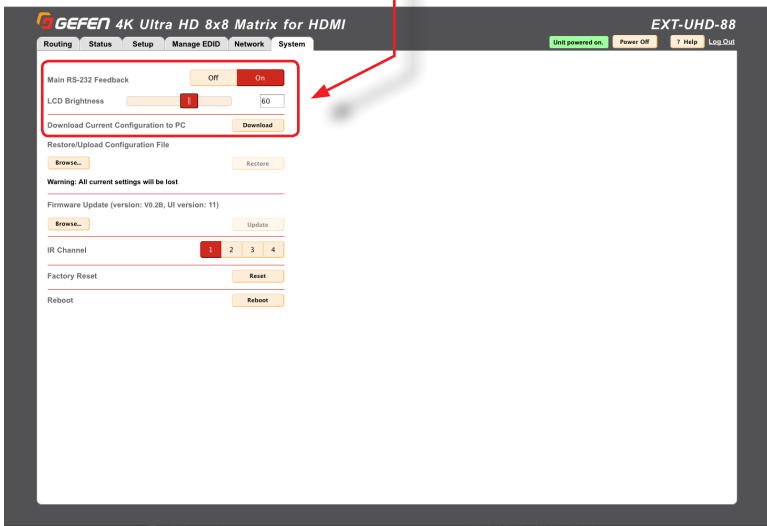 GEFEN 4K Ultra HD 8x8 Matrix for HDMI EXT-UHD-88
Routing Status Setup Manage EDID Network System Unit powered on. Power Off ? Help Log Out
Main RS-232 Feedback Off On
LCD Brightness 60
Download Current Configuration to PC Download
Restore/Upload Configuration File
Browse... Restore
Warning: All current settings will be lost
Firmware Update (version: V0.2B, UI version: 11)
Browse... Update
IR Channel 1 2 3 4
Factory Reset Reset
Reboot Reboot